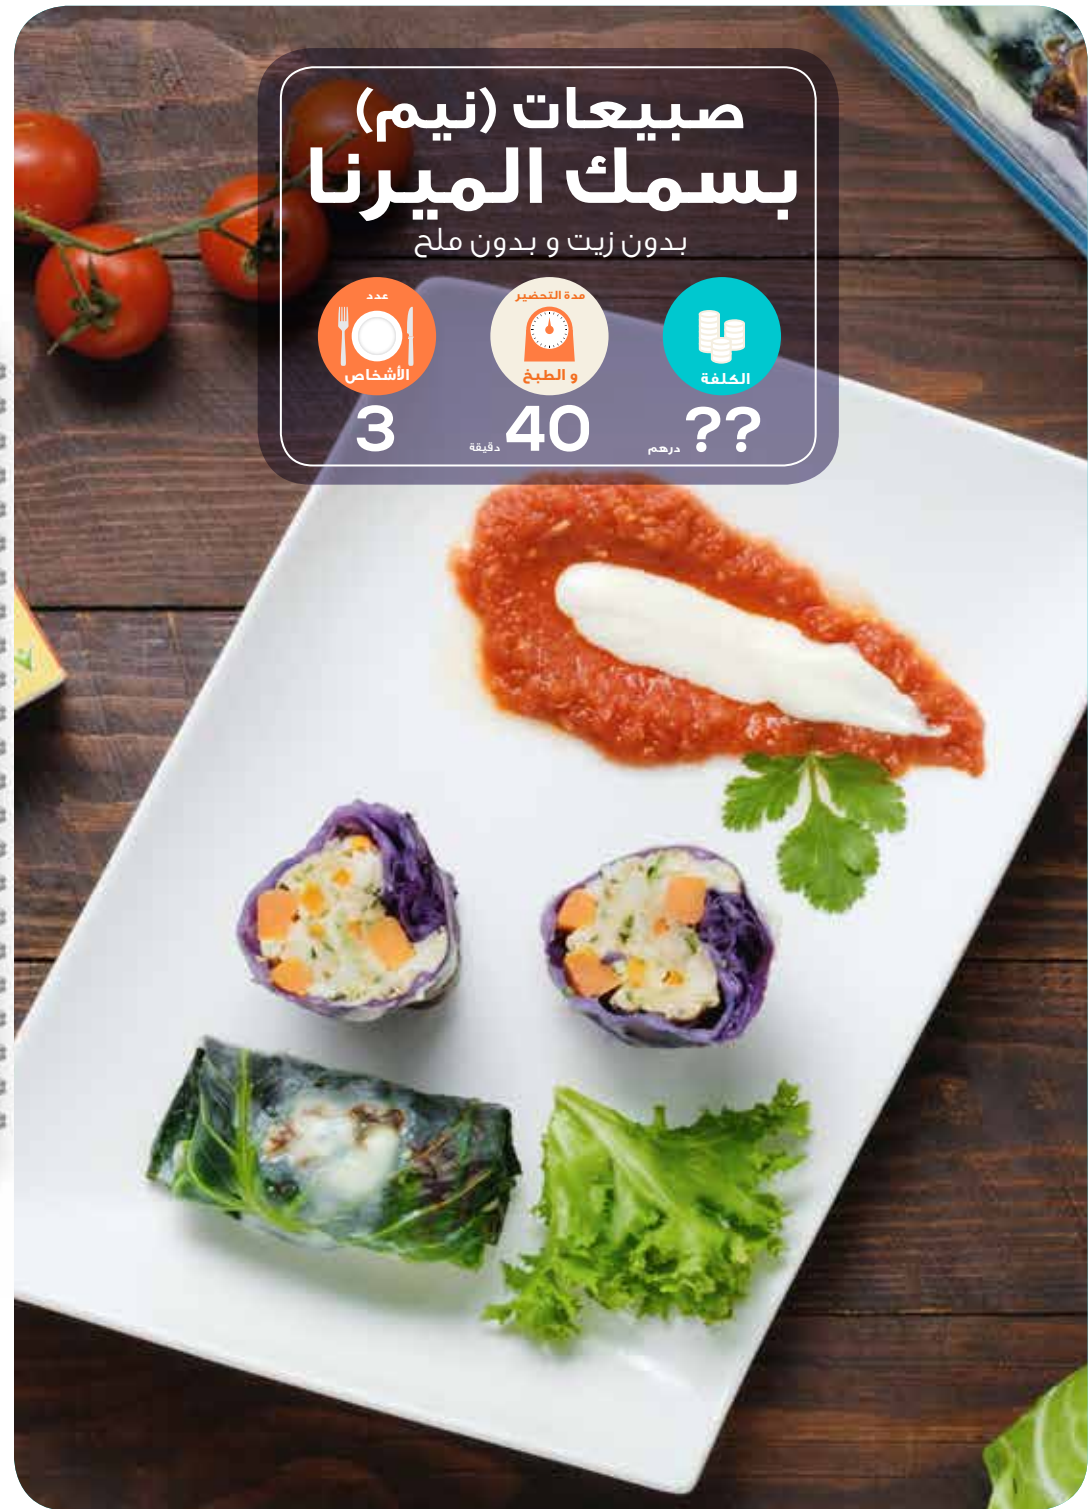 صبيعات (نيم)
بسمك الميرنا
بدون زيت و بدون ملح
الكلفة
?? درهم
مدة التحضير
و الطبخ
40 دقيقة
عدد
الأشخاص
3